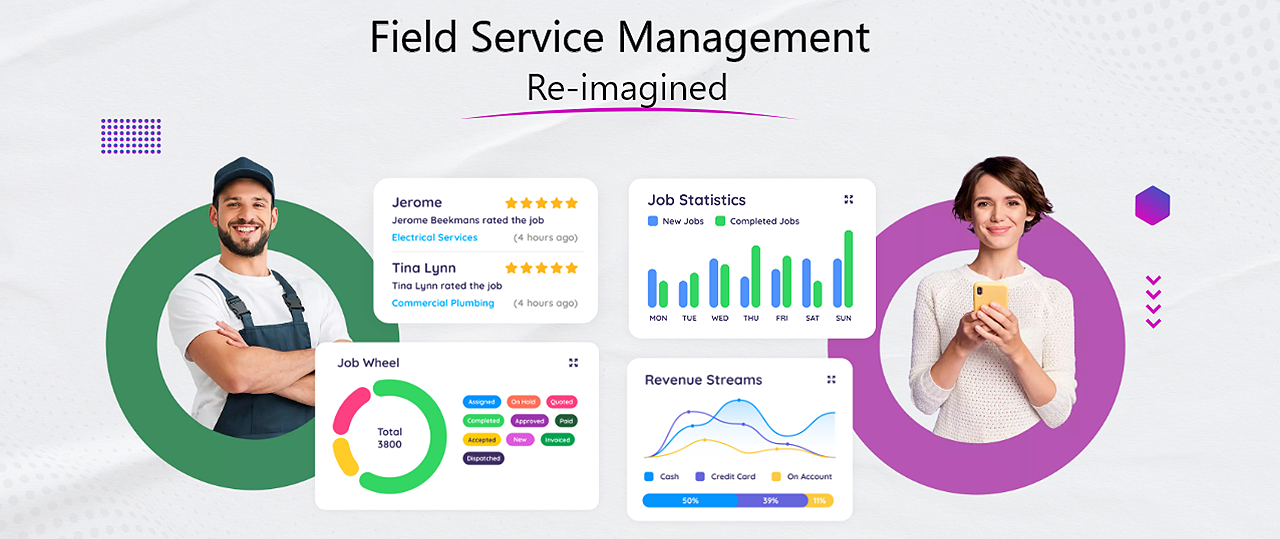 Field Service Management
Re-imagined
Jerome
Jerome Beekmans rated the job
Electrical Services (4 hours ago)
Tina Lynn
Tina Lynn rated the job
Commercial Plumbing (4 hours ago)
Job Statistics
New Jobs Completed Jobs
MON TUE WED THU FRI SAT SUN
Job Wheel
Total
3800
Assigned On Hold Quoted
Completed Approved Paid
Accepted New Invoiced
Dispatched
Revenue Streams
Cash Credit Card On Account
50% 39% 11%